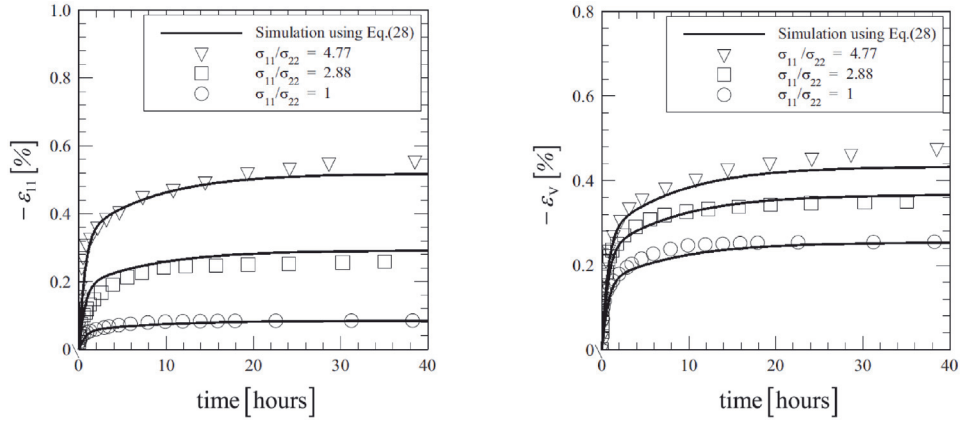 1.0
0.8
0.6
0.4
0.2
0
− ε11 [%]
Simulation using Eq.(28)
σ11/σ22 = 4.77
σ11/σ22 = 2.88
σ11/σ22 = 1
0 10 20 30 40
time [hours]
0.8
0.6
0.4
0.2
0
− εV [%]
Simulation using Eq.(28)
σ11/σ22 = 4.77
σ11/σ22 = 2.88
σ11/σ22 = 1
0 10 20 30 40
time [hours]